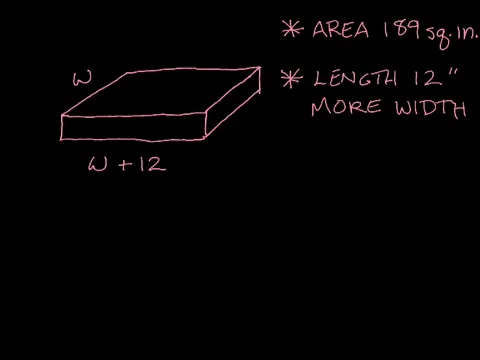 * AREA 189 sq.in.
W
* LENGTH 12"
MORE WIDTH
W + 12